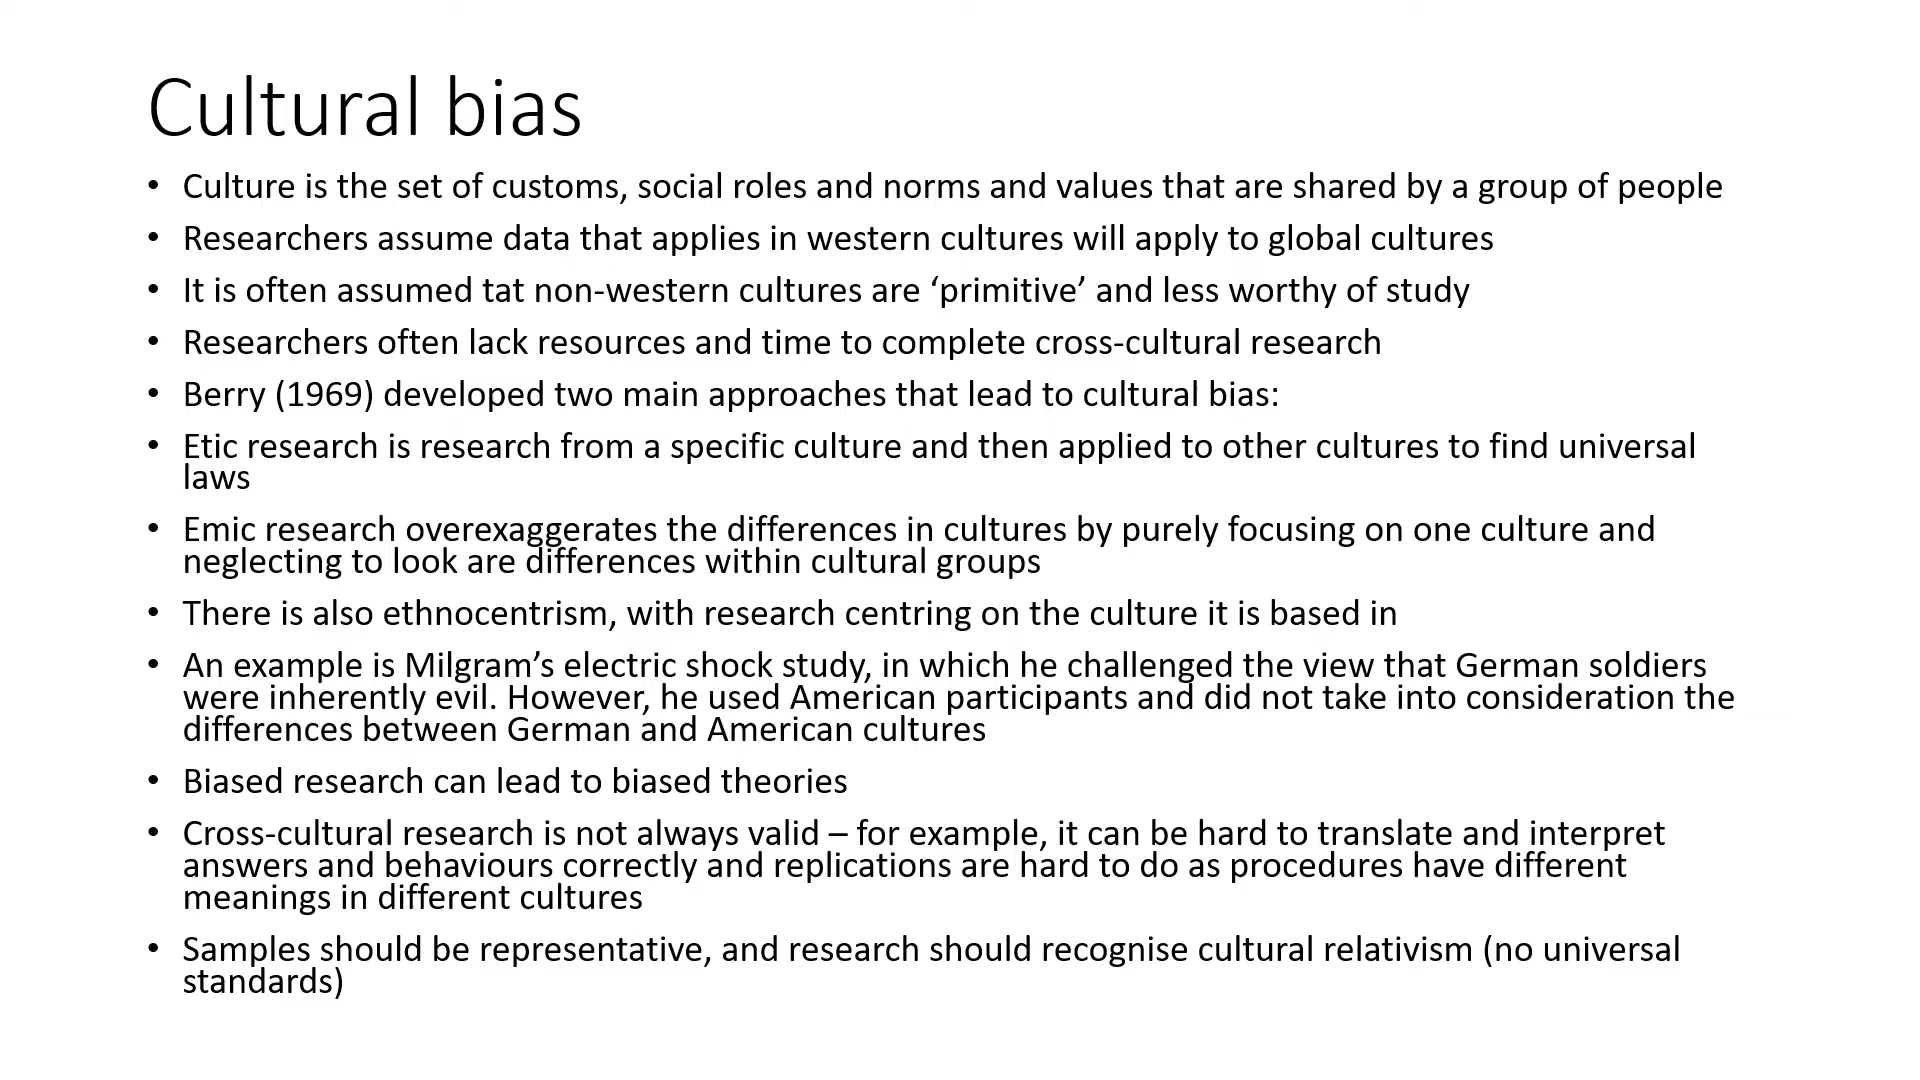 Cultural bias
• Culture is the set of customs, social roles and norms and values that are shared by a group of people
• Researchers assume data that applies in western cultures will apply to global cultures
• It is often assumed tat non-western cultures are ‘primitive’ and less worthy of study
• Researchers often lack resources and time to complete cross-cultural research
• Berry (1969) developed two main approaches that lead to cultural bias:
• Etic research is research from a specific culture and then applied to other cultures to find universal
laws
• Emic research overexaggerates the differences in cultures by purely focusing on one culture and
neglecting to look are differences within cultural groups
• There is also ethnocentrism, with research centring on the culture it is based in
• An example is Milgram’s electric shock study, in which he challenged the view that German soldiers
were inherently evil. However, he used American participants and did not take into consideration the
differences between German and American cultures
• Biased research can lead to biased theories
• Cross-cultural research is not always valid – for example, it can be hard to translate and interpret
answers and behaviours correctly and replications are hard to do as procedures have different
meanings in different cultures
• Samples should be representative, and research should recognise cultural relativism (no universal
standards)